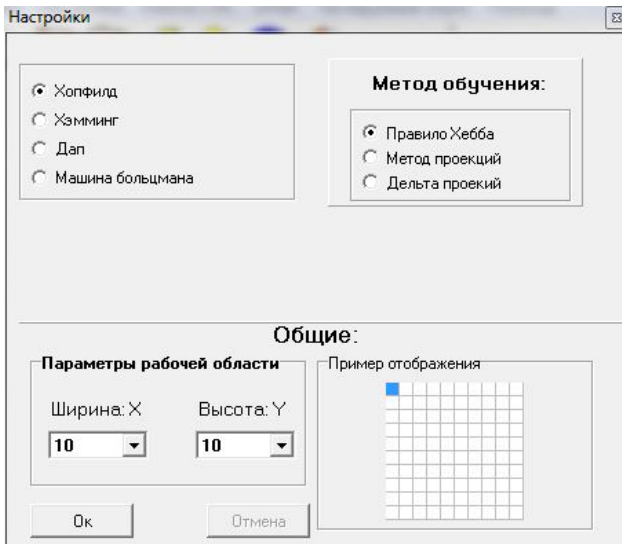 Настройки
Хопфилд
Хэмминг
Дап
Машина больцмана
Метод обучения:
Правило Хебба
Метод проекций
Дельта проекий
Общие:
Параметры рабочей области
Ширина: X Высота: Y
10 10
Пример отображения
Ок Отмена